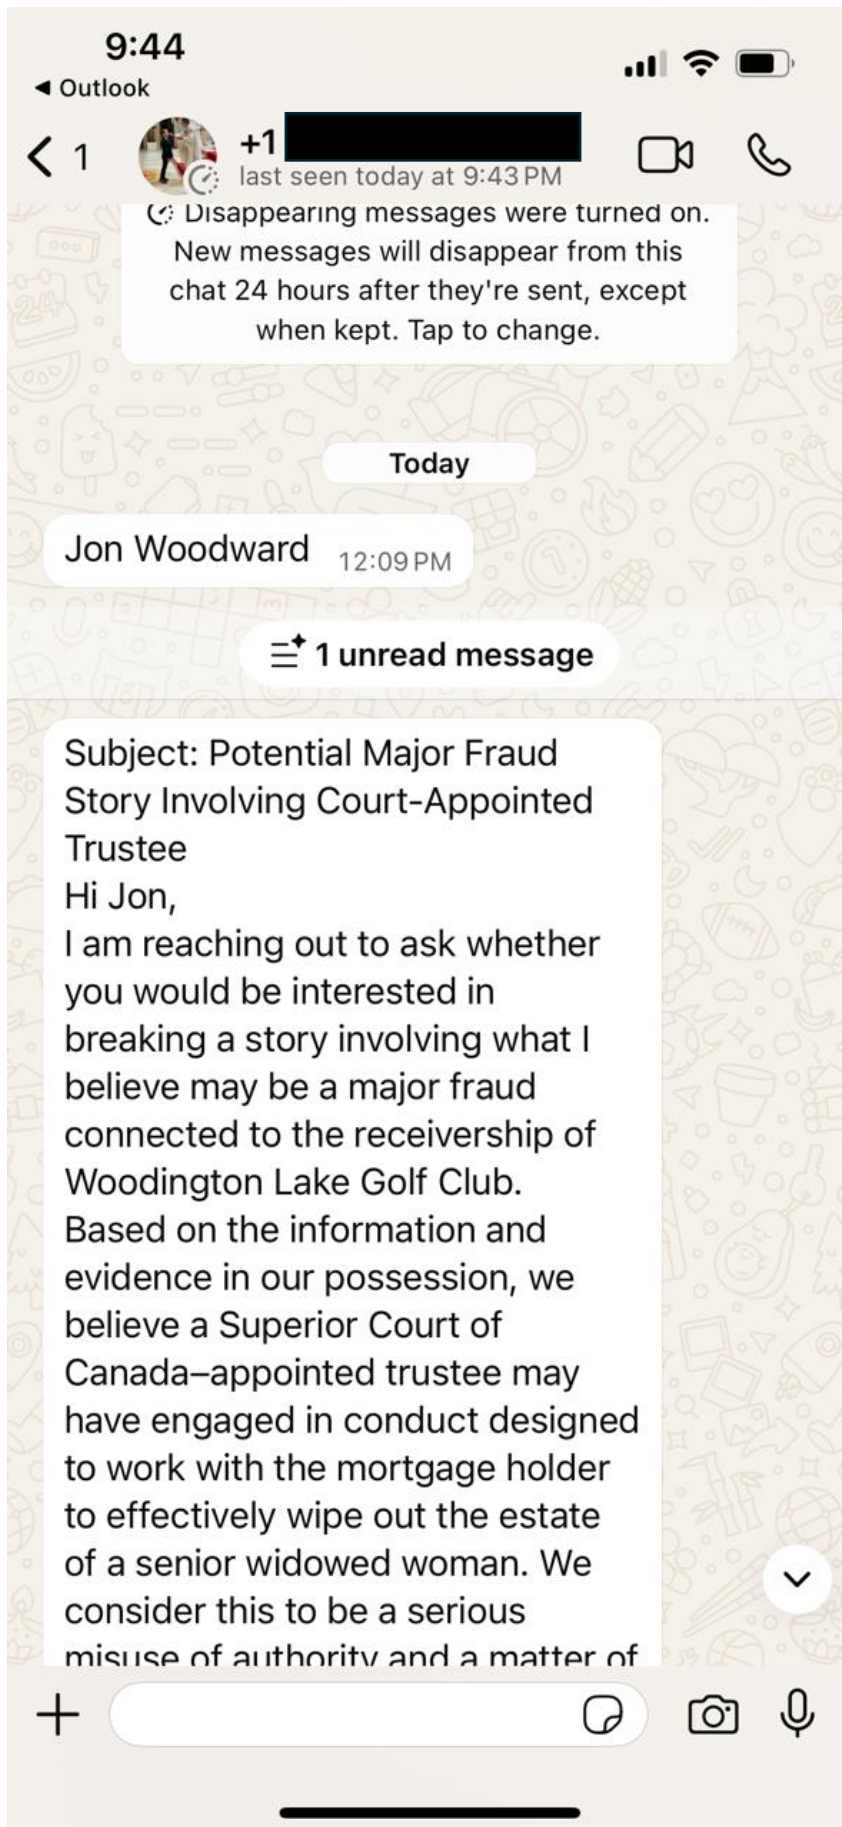 9:44
◀ Outlook
1
+1
last seen today at 9:43 PM
Disappearing messages were turned on.
New messages will disappear from this
chat 24 hours after they're sent, except
when kept. Tap to change.
Today
Jon Woodward 12:09 PM
1 unread message
Subject: Potential Major Fraud
Story Involving Court-Appointed
Trustee
Hi Jon,
I am reaching out to ask whether
you would be interested in
breaking a story involving what I
believe may be a major fraud
connected to the receivership of
Woodington Lake Golf Club.
Based on the information and
evidence in our possession, we
believe a Superior Court of
Canada–appointed trustee may
have engaged in conduct designed
to work with the mortgage holder
to effectively wipe out the estate
of a senior widowed woman. We
consider this to be a serious
misuse of authority and a matter of